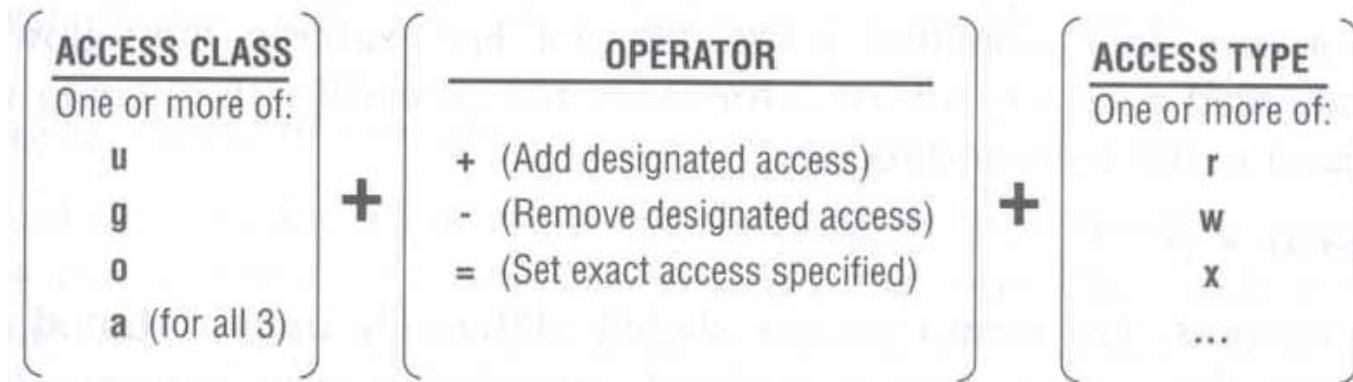 ACCESS CLASS
One or more of:
u
g
o
a (for all 3)
+
OPERATOR
+ (Add designated access)
- (Remove designated access)
= (Set exact access specified)
+
ACCESS TYPE
One or more of:
r
w
x
...